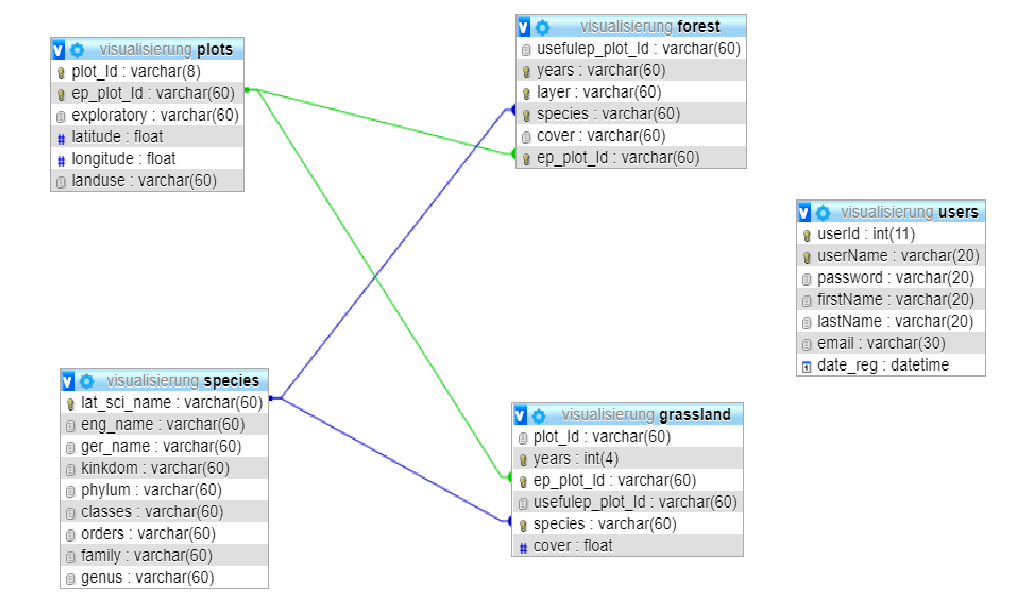 visualisierung plots
plot_Id : varchar(8)
ep_plot_Id : varchar(60)
exploratory : varchar(60)
latitude : float
longitude : float
landuse : varchar(60)
visualisierung forest
usefulep_plot_Id : varchar(60)
years : varchar(60)
layer : varchar(60)
species : varchar(60)
cover : varchar(60)
ep_plot_Id : varchar(60)
visualisierung users
userId : int(11)
userName : varchar(20)
password : varchar(20)
firstName : varchar(20)
lastName : varchar(20)
email : varchar(30)
date_reg : datetime
visualisierung species
lat_sci_name : varchar(60)
eng_name : varchar(60)
ger_name : varchar(60)
kinkdom : varchar(60)
phylum : varchar(60)
classes : varchar(60)
orders : varchar(60)
family : varchar(60)
genus : varchar(60)
visualisierung grassland
plot_Id : varchar(60)
years : int(4)
ep_plot_Id : varchar(60)
usefulep_plot_Id : varchar(60)
species : varchar(60)
cover : float